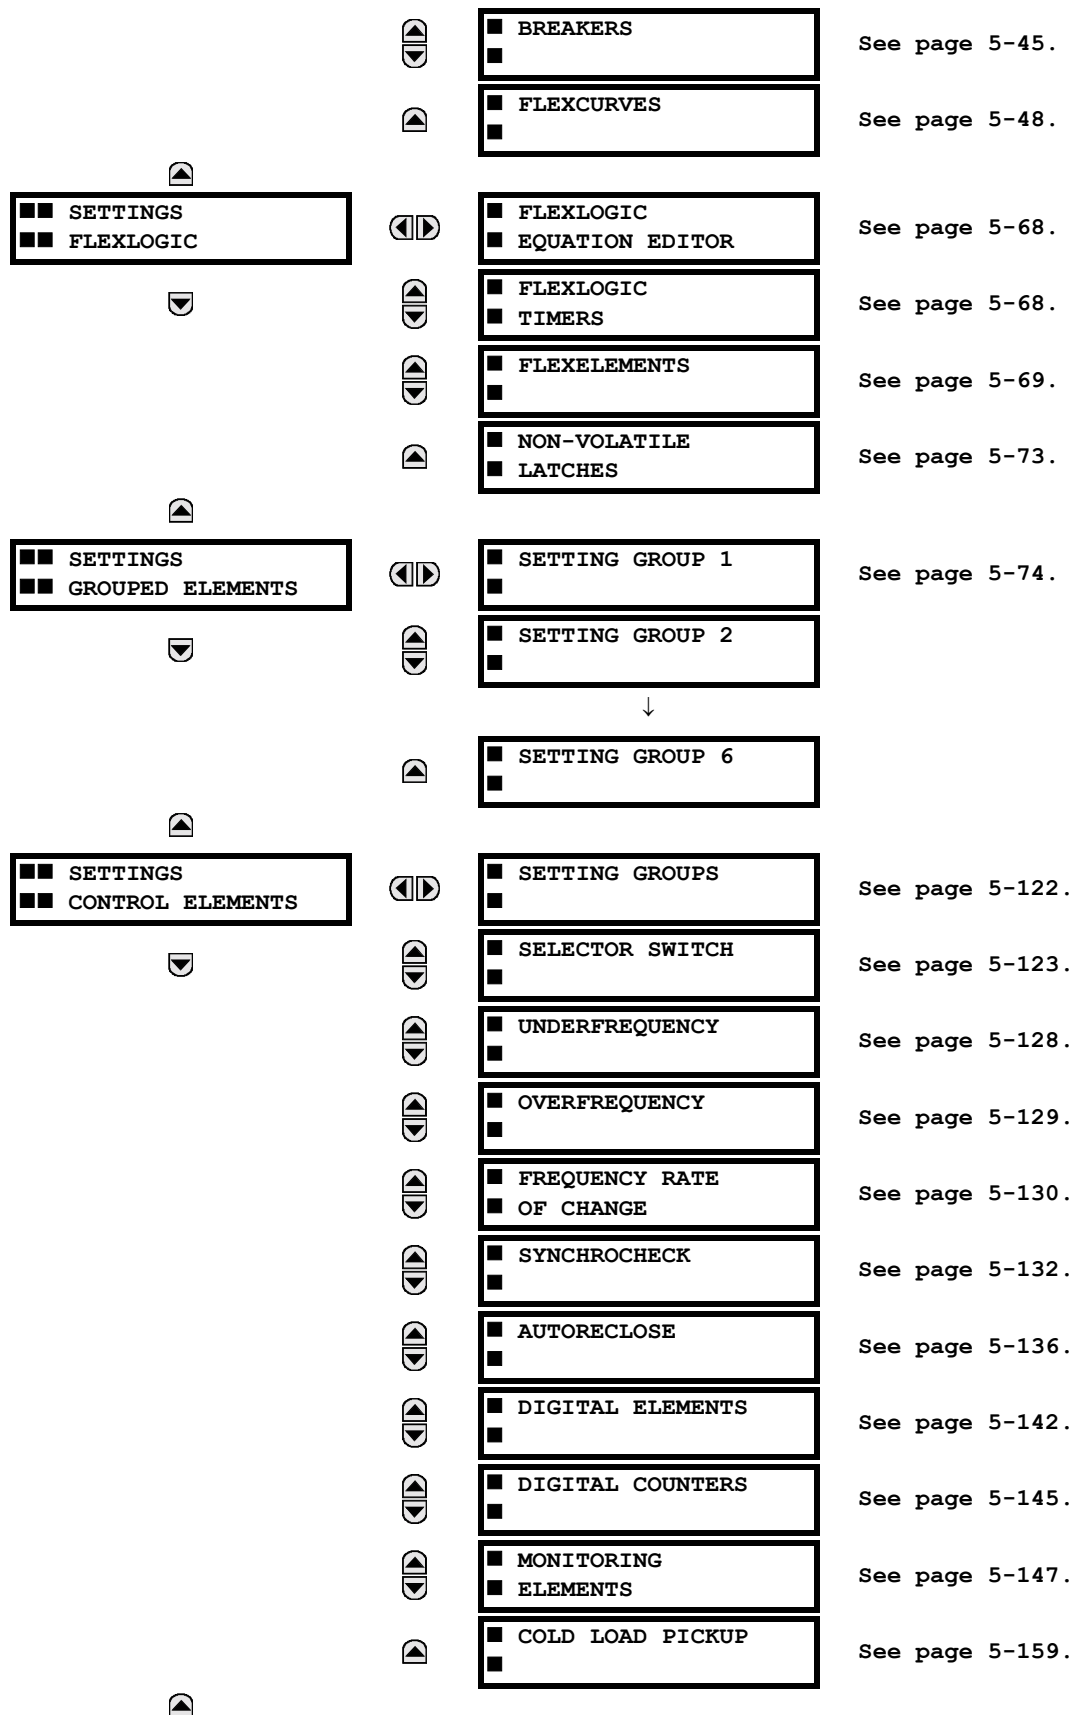 ■ BREAKERS
■
See page 5-45.
■ FLEXCURVES
■
See page 5-48.
■■ SETTINGS
■■ FLEXLOGIC
■ FLEXLOGIC
■ EQUATION EDITOR
See page 5-68.
■ FLEXLOGIC
■ TIMERS
See page 5-68.
■ FLEXELEMENTS
■
See page 5-69.
■ NON-VOLATILE
■ LATCHES
See page 5-73.
■■ SETTINGS
■■ GROUPED ELEMENTS
■ SETTING GROUP 1
■
See page 5-74.
■ SETTING GROUP 2
■
↓
■ SETTING GROUP 6
■
■■ SETTINGS
■■ CONTROL ELEMENTS
■ SETTING GROUPS
■
See page 5-122.
■ SELECTOR SWITCH
■
See page 5-123.
■ UNDERFREQUENCY
■
See page 5-128.
■ OVERFREQUENCY
■
See page 5-129.
■ FREQUENCY RATE
■ OF CHANGE
See page 5-130.
■ SYNCHROCHECK
■
See page 5-132.
■ AUTORECLOSE
■
See page 5-136.
■ DIGITAL ELEMENTS
■
See page 5-142.
■ DIGITAL COUNTERS
■
See page 5-145.
■ MONITORING
■ ELEMENTS
See page 5-147.
■ COLD LOAD PICKUP
■
See page 5-159.